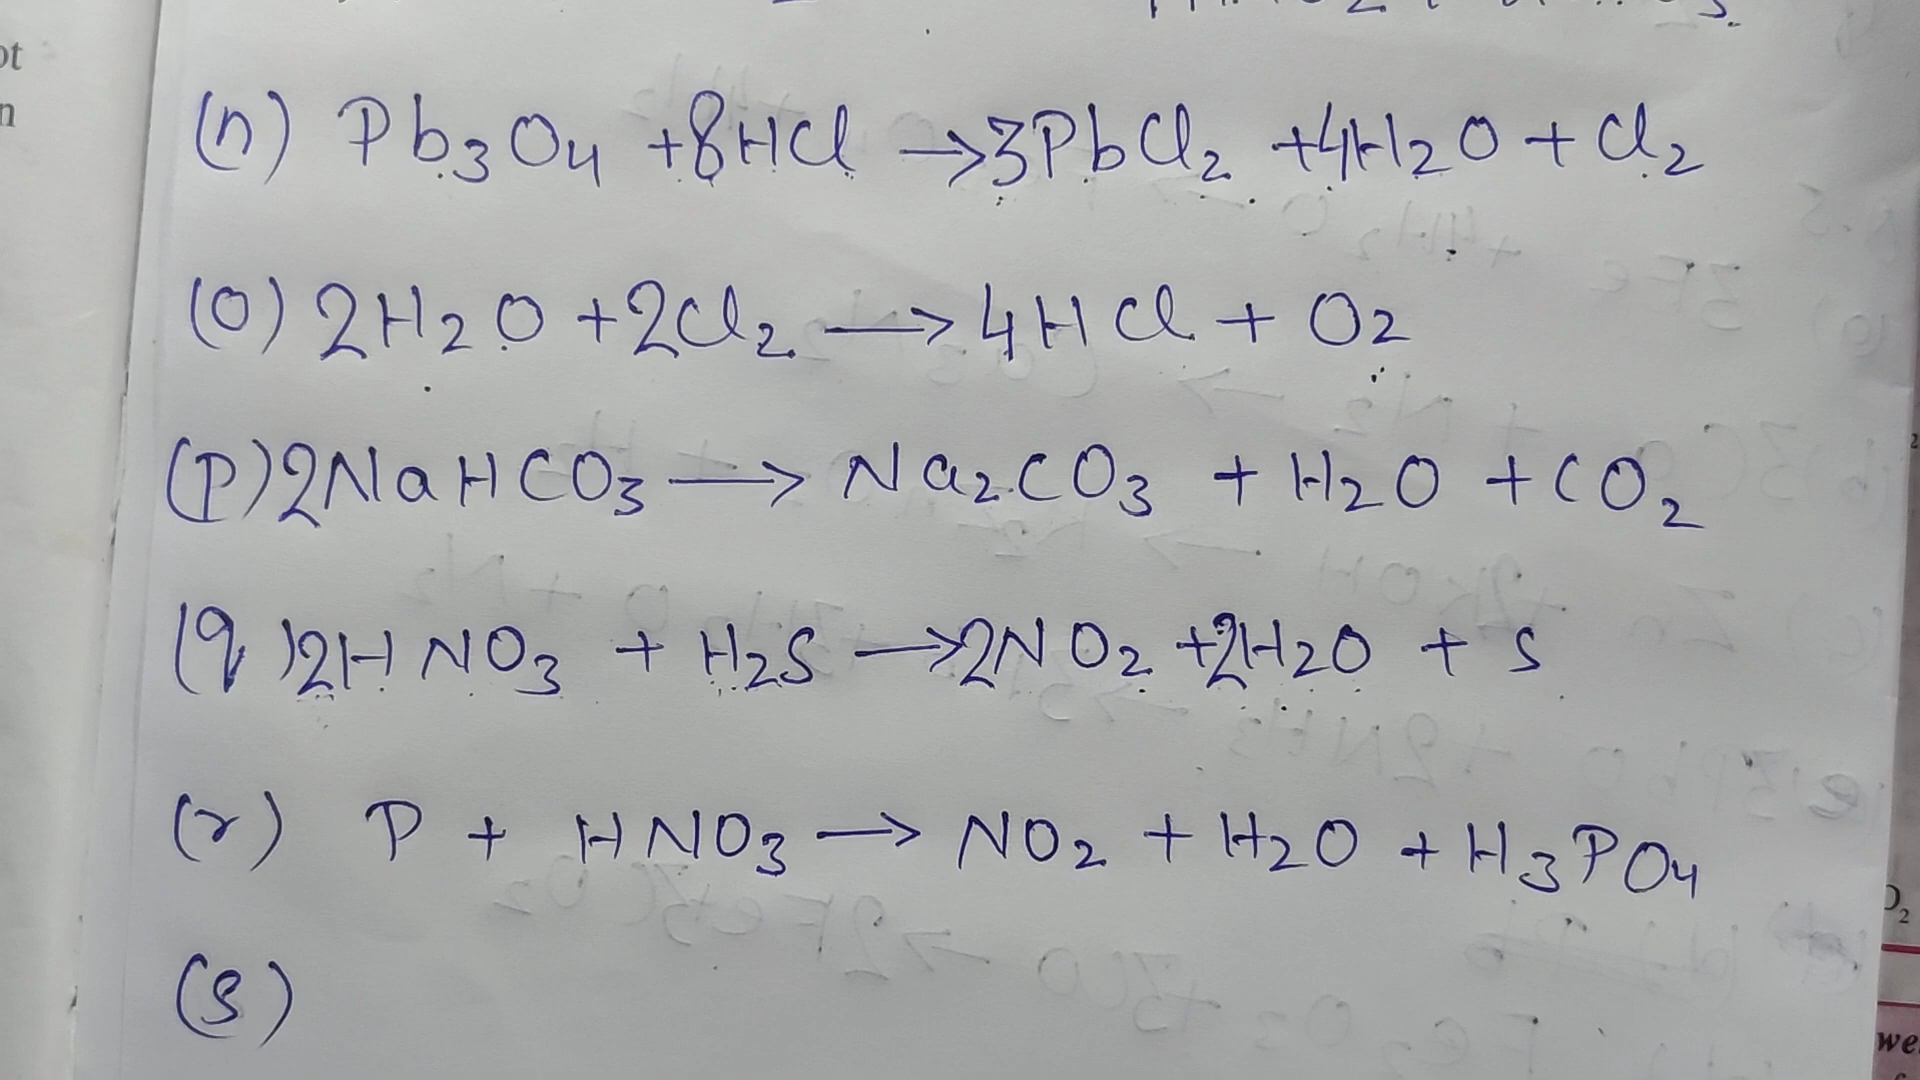 (n) Pb₃O₄ +8HCl →3PbCl₂ +4H₂O + Cl₂
(o) 2H₂O +2Cl₂ → 4HCl + O₂
(p) 2NaHCO₃ → Na₂CO₃ + H₂O + CO₂
(q) 2HNO₃ + H₂S →2NO₂ +2H₂O + S
(r) P + HNO₃ → NO₂ + H₂O + H₃PO₄
(s)